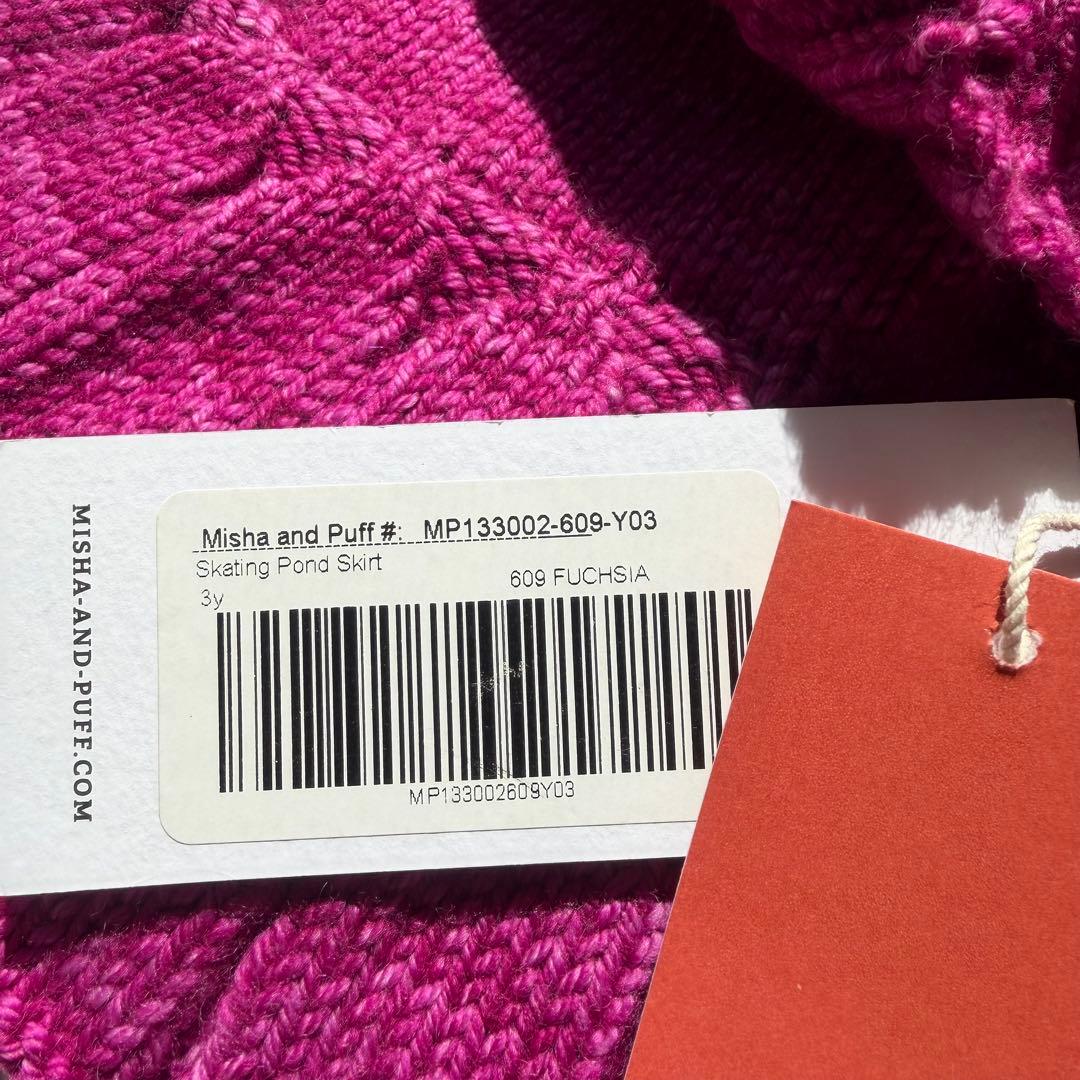 MISHA-AND-PUFF.COM
Misha and Puff #: MP133002-609-Y03
Skating Pond Skirt
609 FUCHSIA
3y
MP133002609Y03